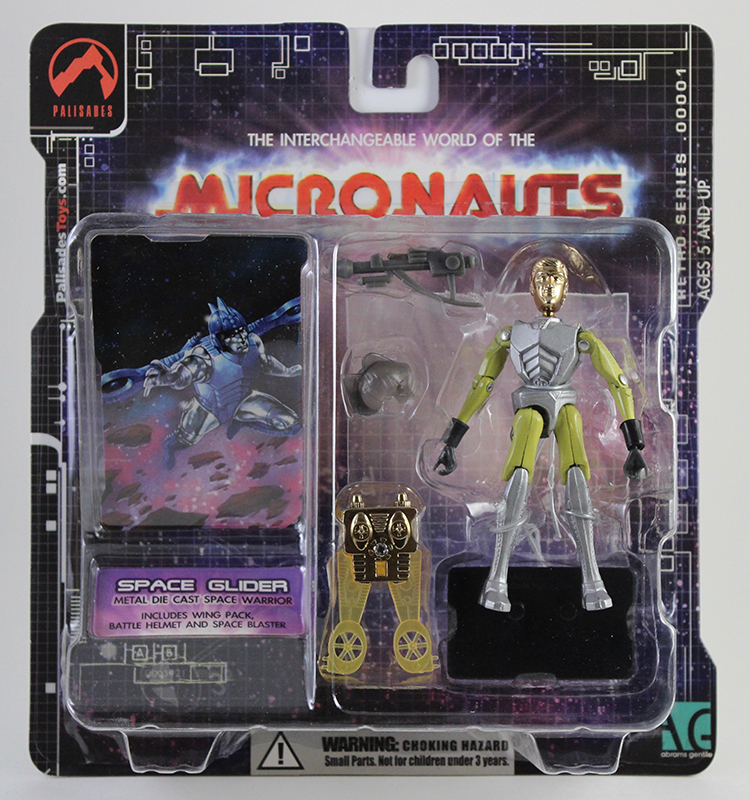 PALISADES
THE INTERCHANGEABLE WORLD OF THE
MICRONAUTS
PalisadesToys.com
RETRO SERIES .00001
AGES 5 AND UP
SPACE GLIDER
METAL DIE CAST SPACE WARRIOR
INCLUDES WING PACK,
BATTLE HELMET AND SPACE BLASTER
A B
WARNING: CHOKING HAZARD
Small Parts. Not for children under 3 years.
AG
abrams gentile